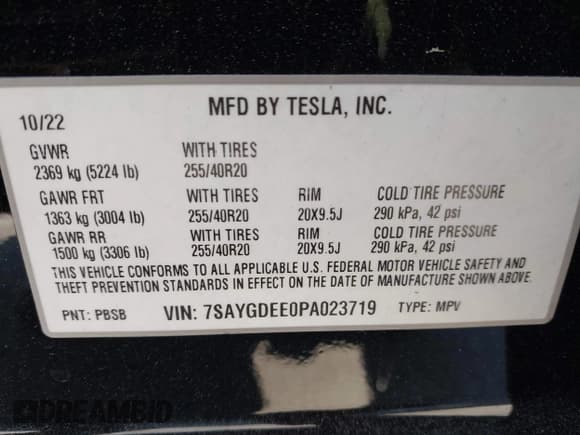 MFD BY TESLA, INC.
10/22
GVWR WITH TIRES
2369 kg (5224 lb) 255/40R20
GAWR FRT WITH TIRES RIM COLD TIRE PRESSURE
1363 kg (3004 lb) 255/40R20 20X9.5J 290 kPa, 42 psi
GAWR RR WITH TIRES RIM COLD TIRE PRESSURE
1500 kg (3306 lb) 255/40R20 20X9.5J 290 kPa, 42 psi
THIS VEHICLE CONFORMS TO ALL APPLICABLE U.S. FEDERAL MOTOR VEHICLE SAFETY AND
THEFT PREVENTION STANDARDS IN EFFECT ON THE DATE OF MANUFACTURE SHOWN ABOVE.
PNT: PBSB VIN: 7SAYGDEE0PA023719 TYPE: MPV
DREAMBID